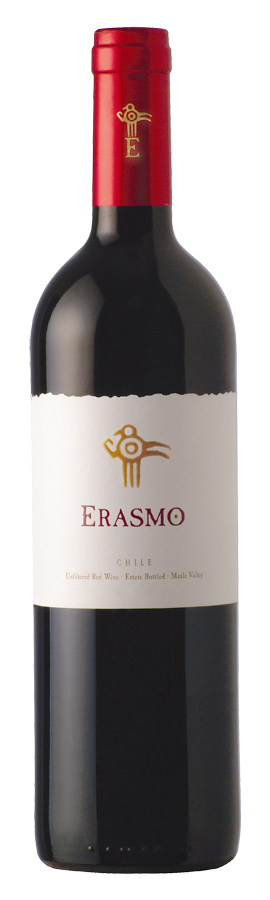 E
ERASMO
CHILE
Unfiltered Red Wine · Estate Bottled · Maule Valley